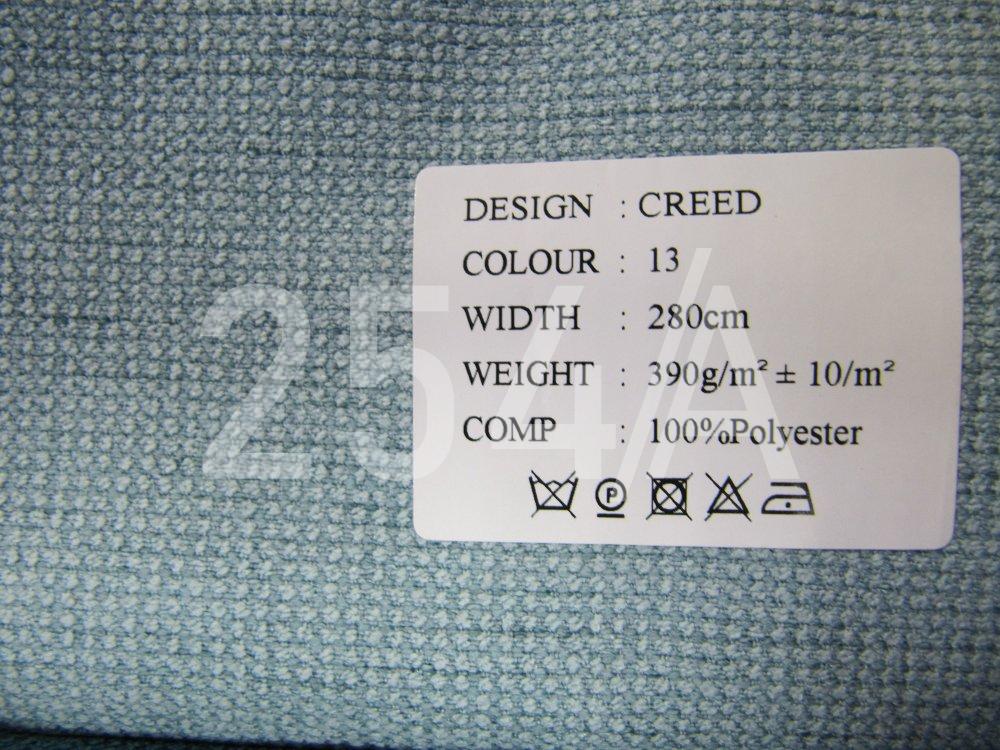 DESIGN : CREED
COLOUR : 13
WIDTH : 280cm
WEIGHT : 390g/m² ± 10/m²
COMP : 100%Polyester
P
254A